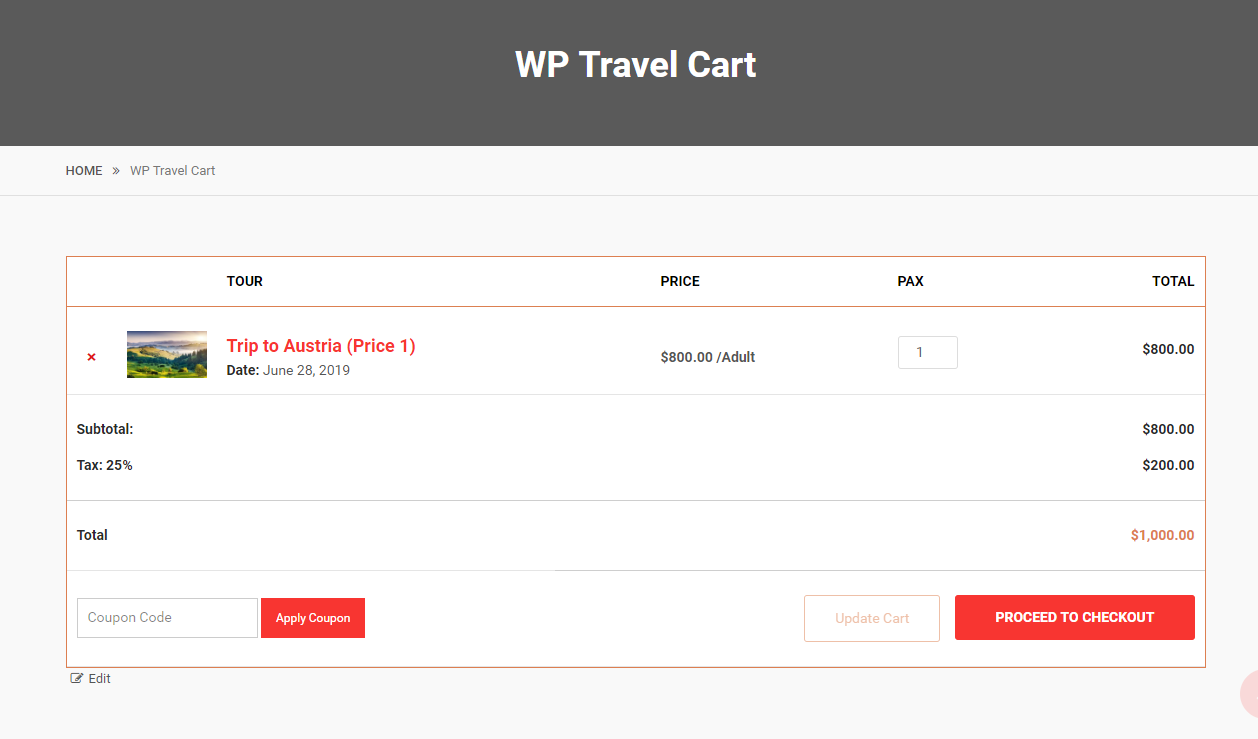 WP Travel Cart
HOME » WP Travel Cart
TOUR PRICE PAX TOTAL
× Trip to Austria (Price 1) $800.00 /Adult 1 $800.00
Date: June 28, 2019
Subtotal: $800.00
Tax: 25% $200.00
Total $1,000.00
Coupon Code Apply Coupon Update Cart PROCEED TO CHECKOUT
Edit